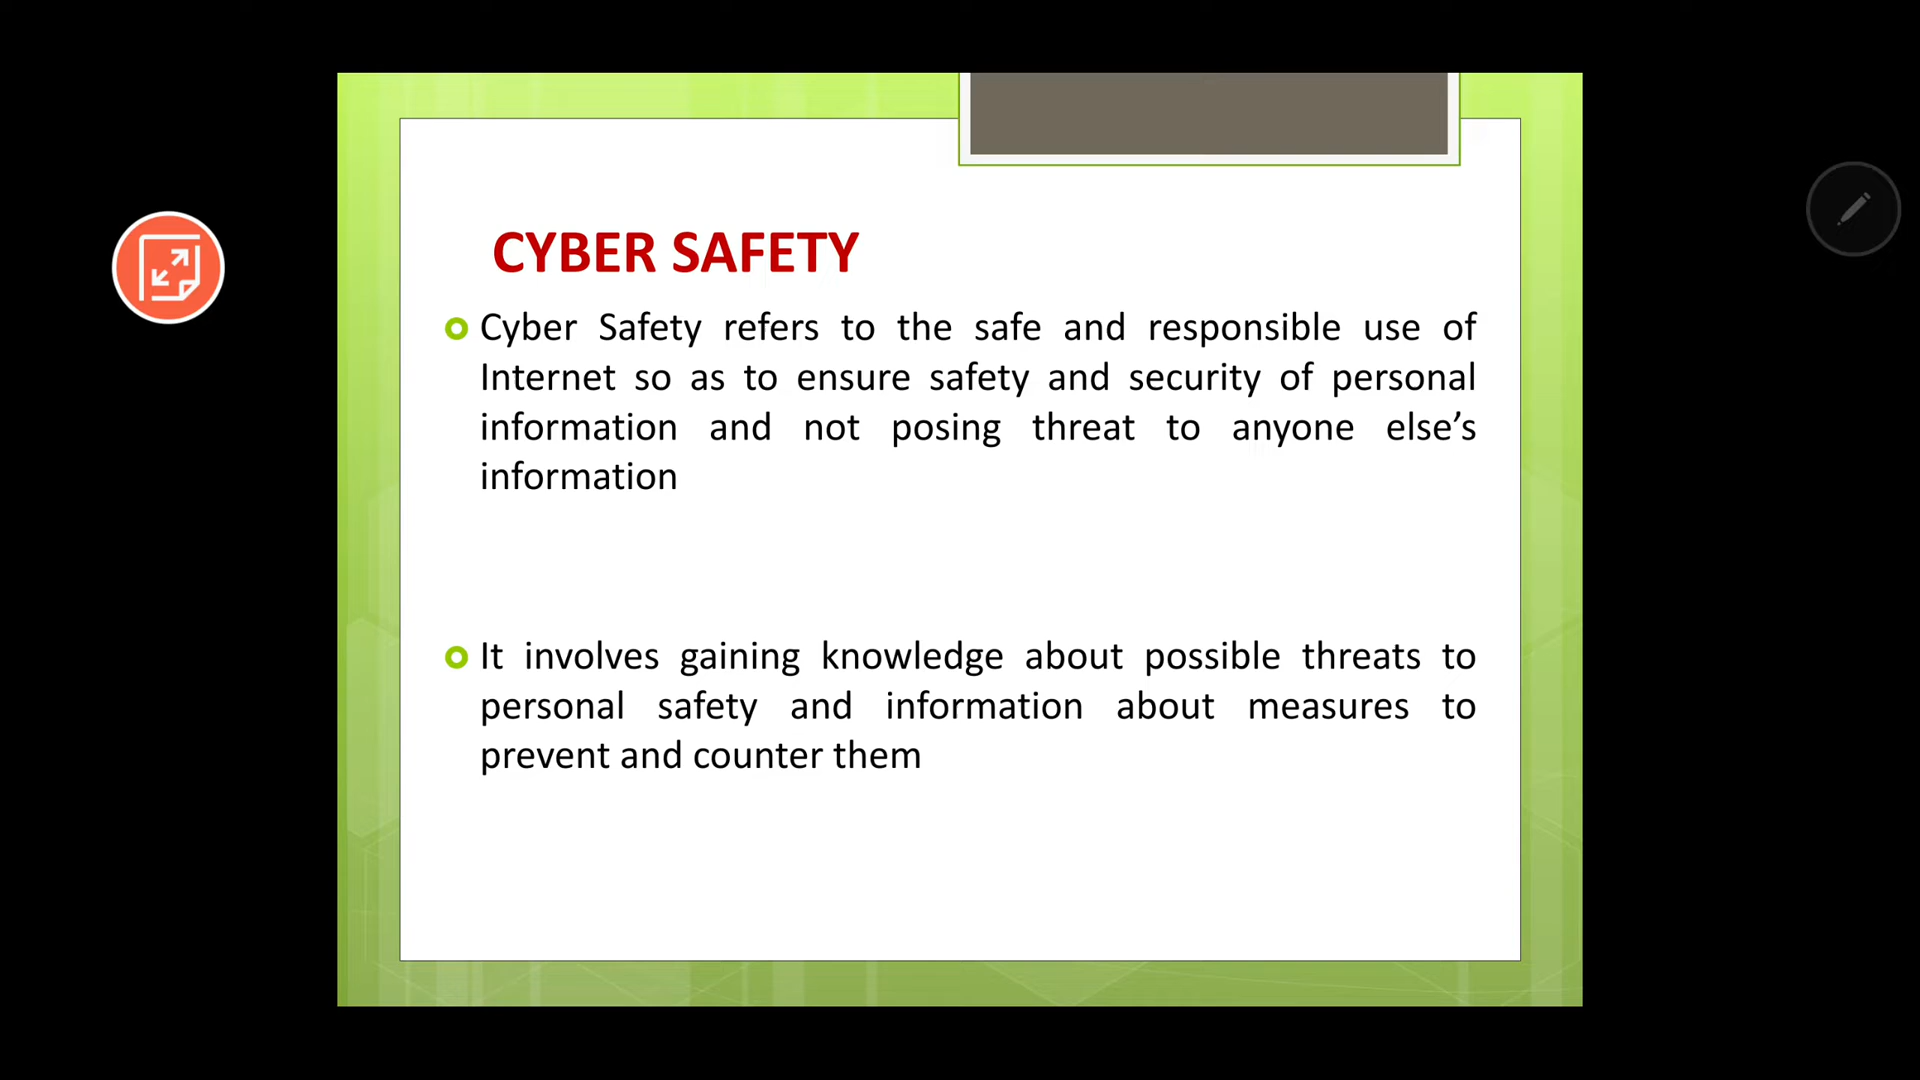 CYBER SAFETY
Cyber Safety refers to the safe and responsible use of
Internet so as to ensure safety and security of personal
information and not posing threat to anyone else’s
information
It involves gaining knowledge about possible threats to
personal safety and information about measures to
prevent and counter them